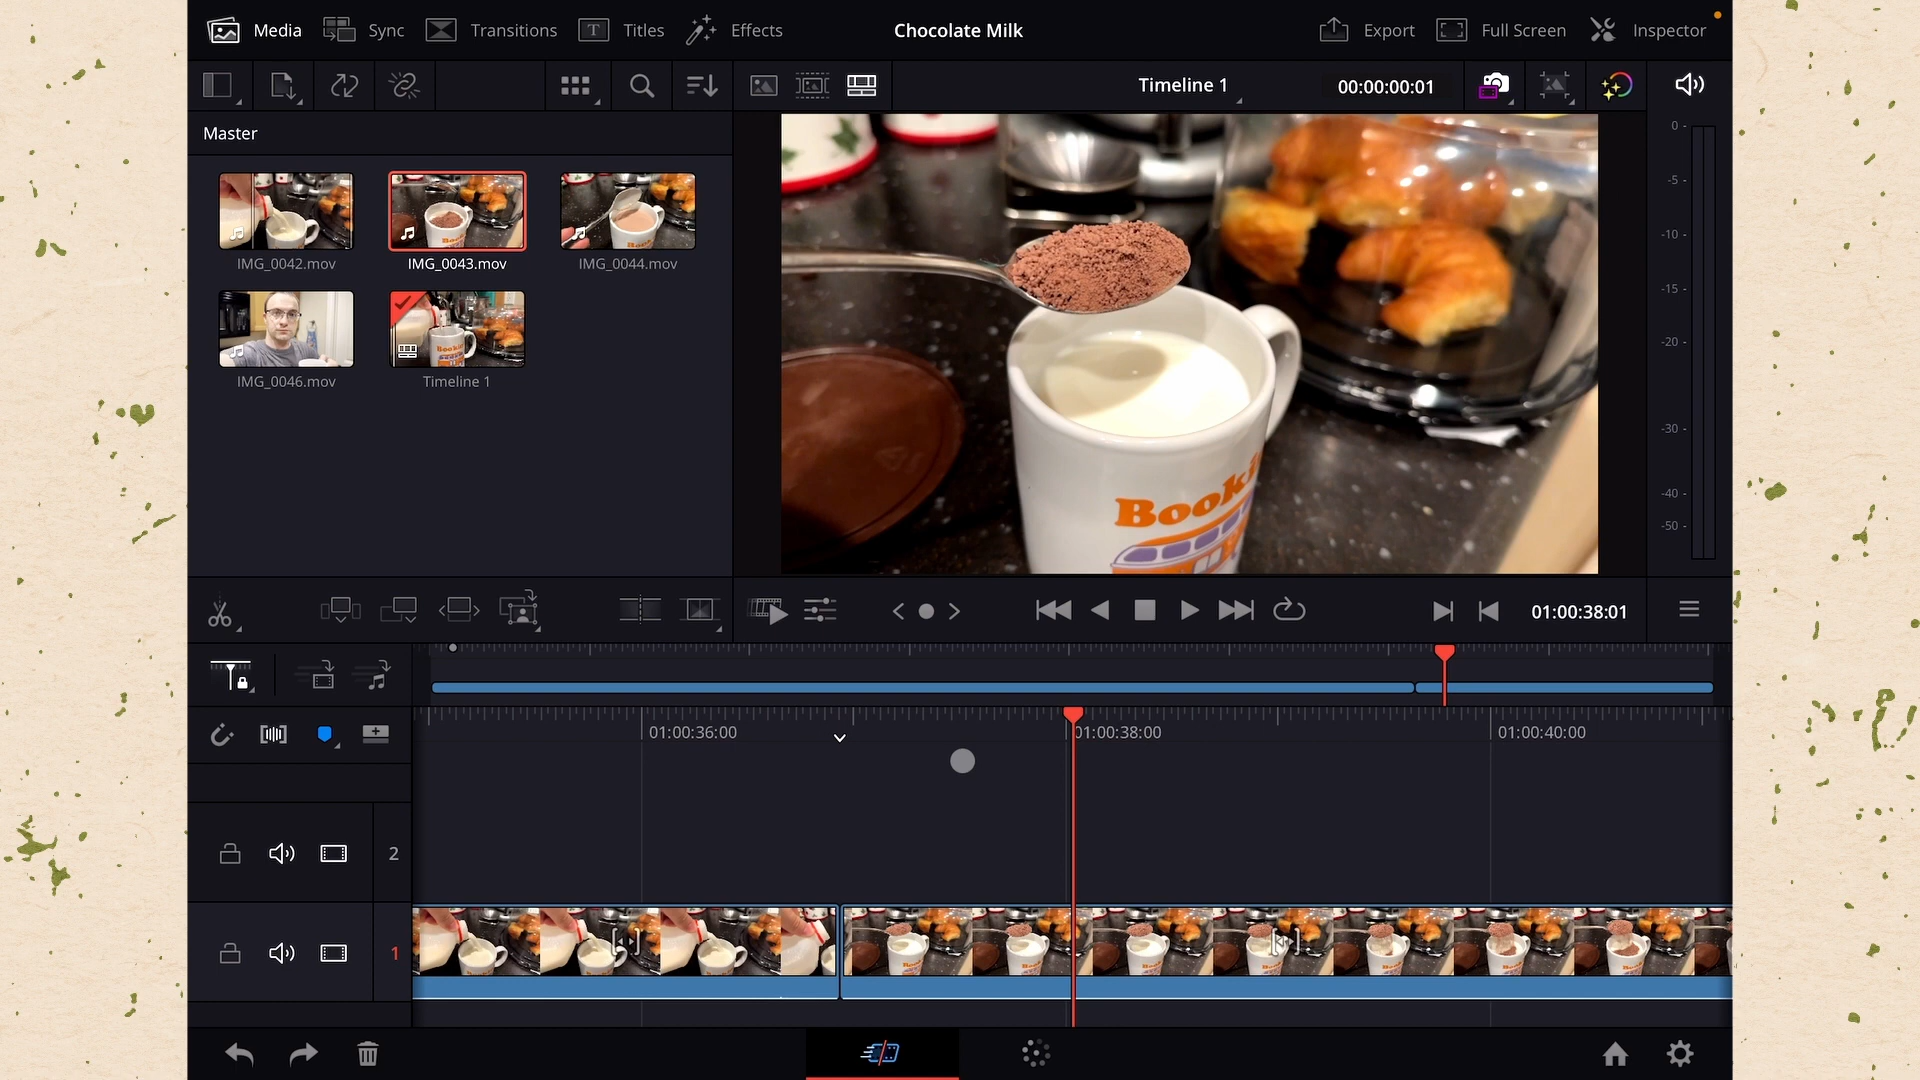 Media Sync Transitions Titles Effects Chocolate Milk Export Full Screen Inspector
Timeline 1 00:00:00:01
Master
IMG_0042.mov IMG_0043.mov IMG_0044.mov
IMG_0046.mov Timeline 1
0
-5
-10
-15
-20
-30
-40
-50
Booki
01:00:38:01
01:00:36:00 01:00:38:00 01:00:40:00
2
1